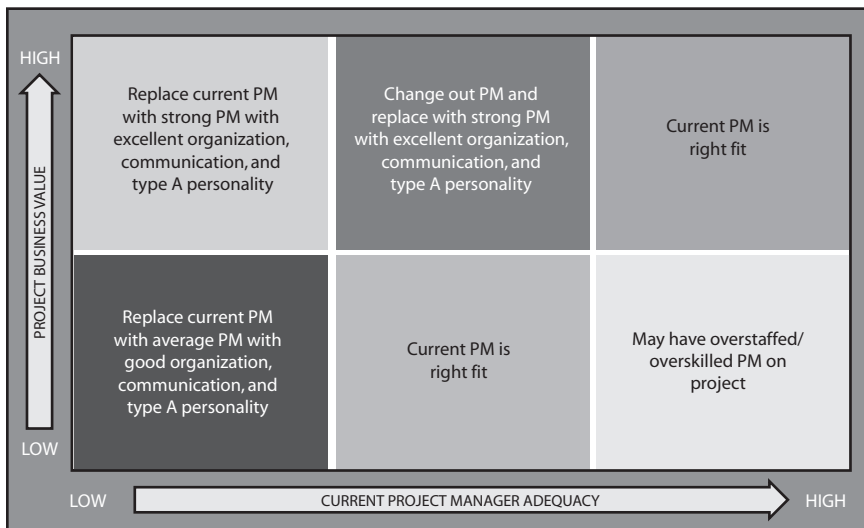 HIGH
PROJECT BUSINESS VALUE
LOW
Replace current PM
with strong PM with
excellent organization,
communication, and
type A personality
Change out PM and
replace with strong PM
with excellent organization,
communication, and
type A personality
Current PM is
right fit
Replace current PM
with average PM with
good organization,
communication, and
type A personality
Current PM is
right fit
May have overstaffed/
overskilled PM on
project
LOW
CURRENT PROJECT MANAGER ADEQUACY
HIGH